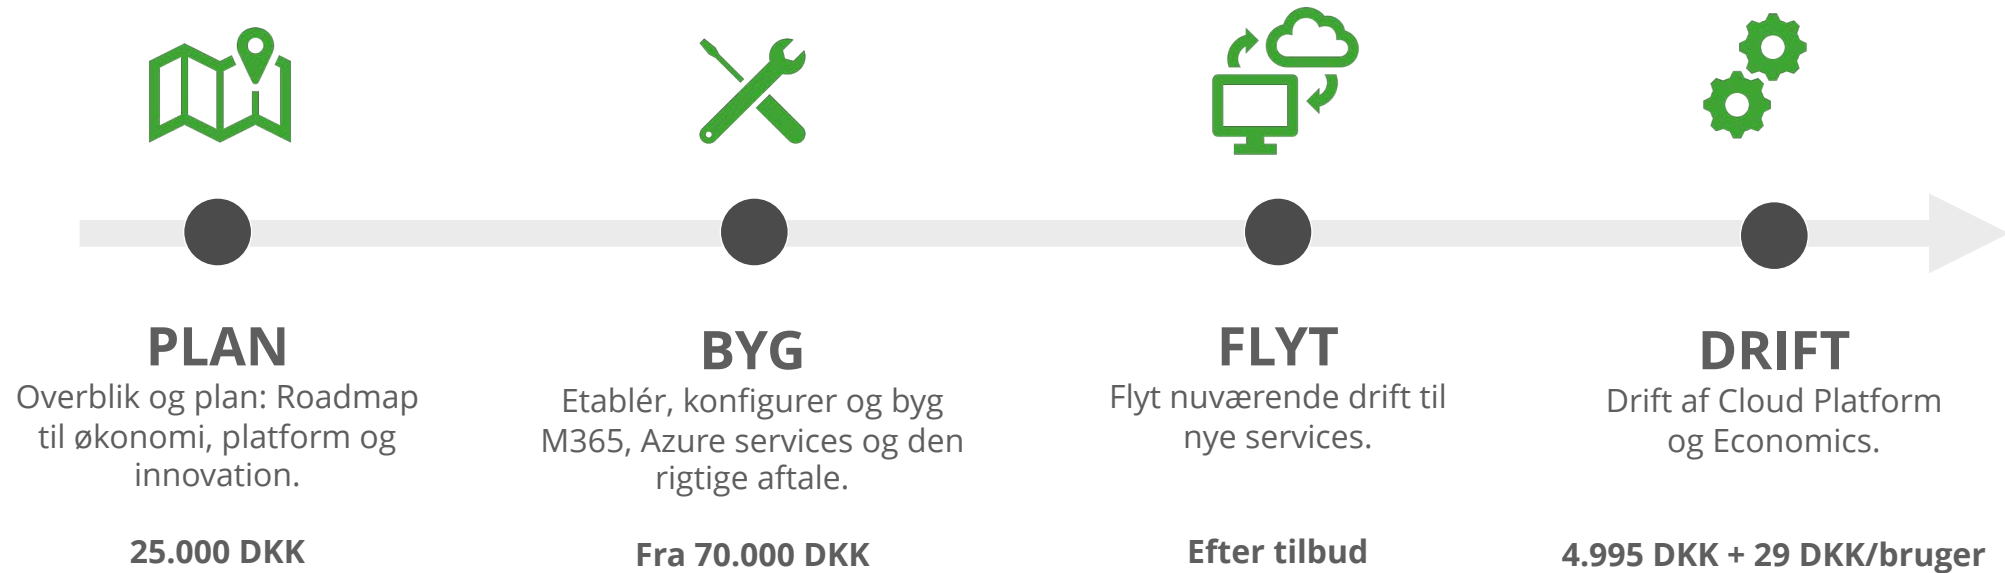 PLAN
Overblik og plan: Roadmap
til økonomi, platform og
innovation.
25.000 DKK
BYG
Etablér, konfigurer og byg
M365, Azure services og den
rigtige aftale.
Fra 70.000 DKK
FLYT
Flyt nuværende drift til
nye services.
Efter tilbud
DRIFT
Drift af Cloud Platform
og Economics.
4.995 DKK + 29 DKK/bruger